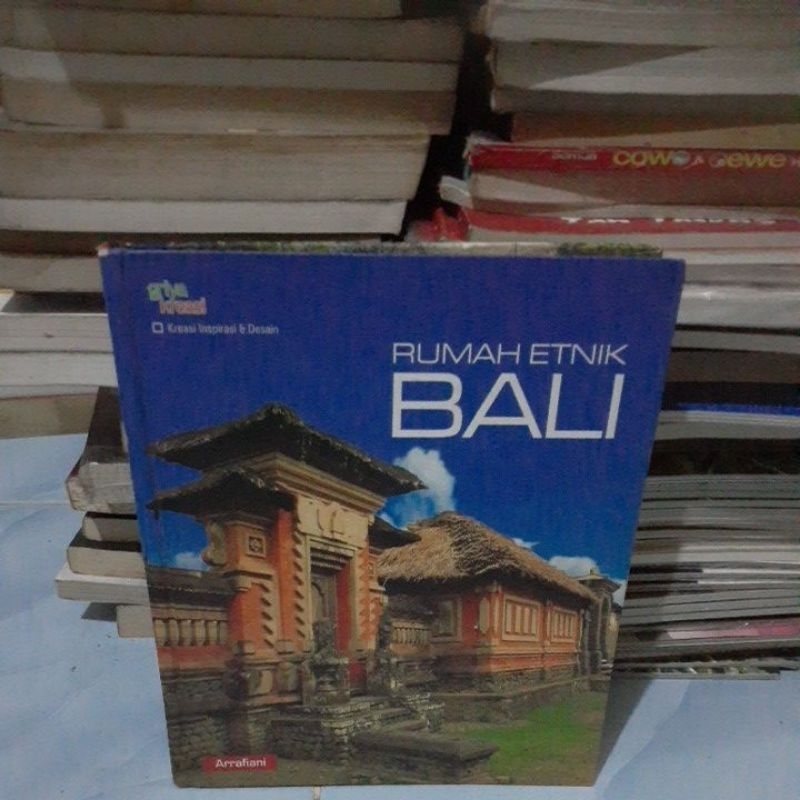 cowo & cewe
griya
kreasi
Kreasi Inspirasi & Desain
RUMAH ETNIK
BALI
Arrafiani